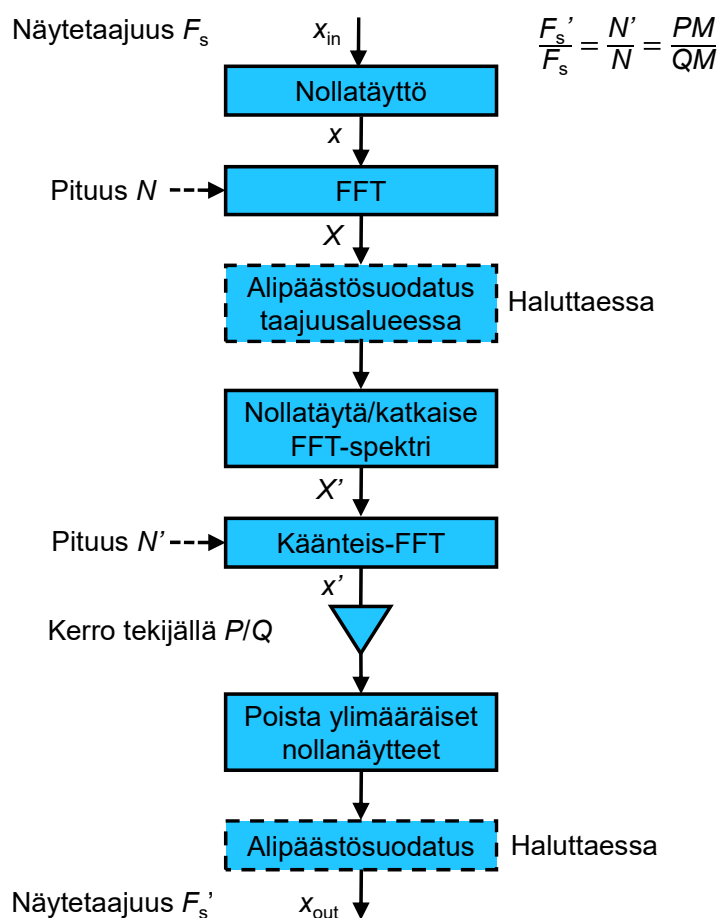 Näytetaajuus Fs
xin
Fs’/Fs = N’/N = PM/QM
Nollatäyttö
x
Pituus N
FFT
X
Alipäästösuodatus
taajuusalueessa
Haluttaessa
Nollatäytä/katkaise
FFT-spektri
X’
Pituus N’
Käänteis-FFT
x’
Kerro tekijällä P/Q
Poista ylimääräiset
nollanäytteet
Alipäästösuodatus
Haluttaessa
Näytetaajuus Fs’
xout